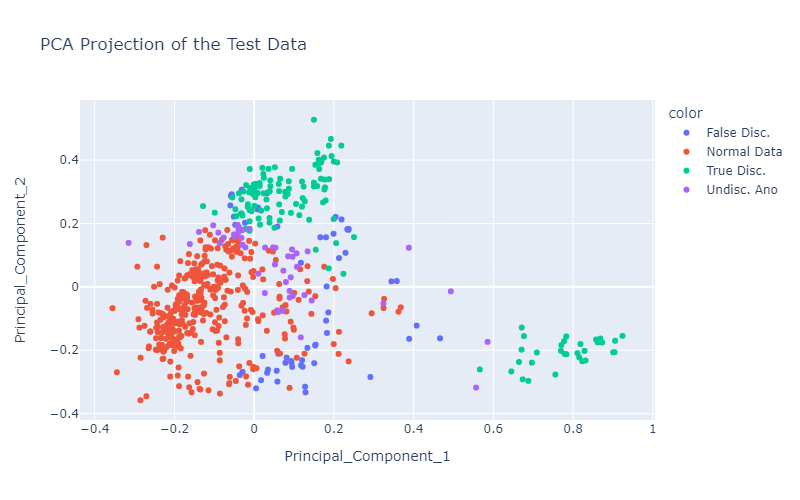 PCA Projection of the Test Data
color
False Disc.
Normal Data
True Disc.
Undisc. Ano
Principal_Component_2
0.4
0.2
0
−0.2
−0.4
−0.4
−0.2
0
0.2
0.4
0.6
0.8
1
Principal_Component_1